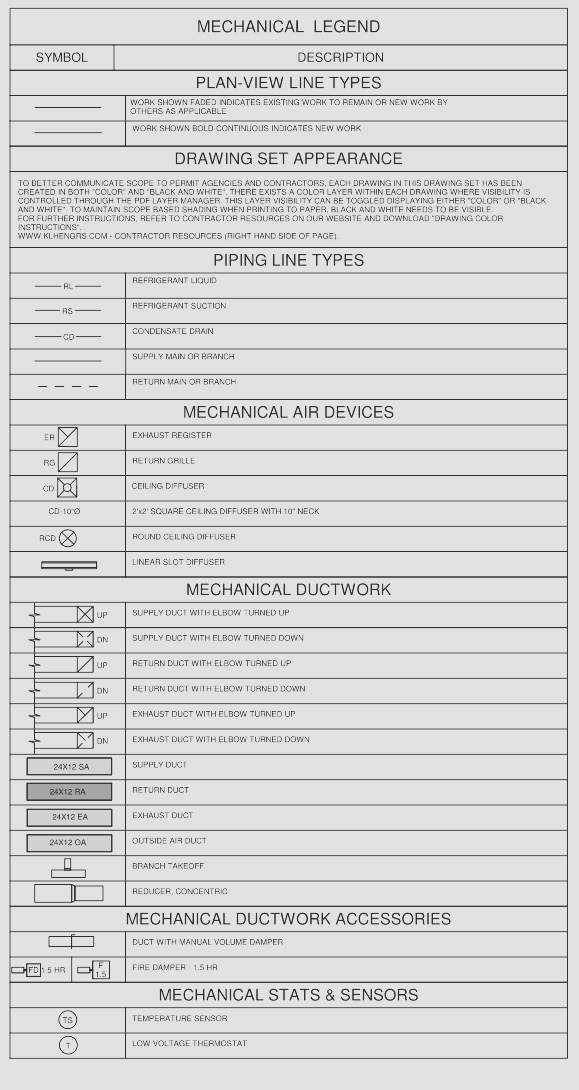 MECHANICAL LEGEND
SYMBOL DESCRIPTION
PLAN-VIEW LINE TYPES
WORK SHOWN FADED INDICATES EXISTING WORK TO REMAIN OR NEW WORK BY
OTHERS AS APPLICABLE
WORK SHOWN BOLD CONTINUOUS INDICATES NEW WORK
DRAWING SET APPEARANCE
TO BETTER COMMUNICATE SCOPE TO PERMIT AGENCIES AND CONTRACTORS, EACH DRAWING IN THIS DRAWING SET HAS BEEN
CREATED IN BOTH "COLOR" AND "BLACK AND WHITE". THERE EXISTS A COLOR LAYER WITHIN EACH DRAWING WHERE VISIBILITY IS
CONTROLLED THROUGH THE PDF LAYER MANAGER. THIS LAYER VISIBILITY CAN BE TOGGLED DISPLAYING EITHER "COLOR" OR "BLACK
AND WHITE". TO MAINTAIN SCOPE BASED SHADING WHEN PRINTING TO PAPER, BLACK AND WHITE NEEDS TO BE VISIBLE.
FOR FURTHER INSTRUCTIONS, REFER TO CONTRACTOR RESOURCES ON OUR WEBSITE AND DOWNLOAD "DRAWING COLOR
INSTRUCTIONS".
WWW.KLHENGRS.COM - CONTRACTOR RESOURCES (RIGHT HAND SIDE OF PAGE).
PIPING LINE TYPES
RL REFRIGERANT LIQUID
RS REFRIGERANT SUCTION
CD CONDENSATE DRAIN
SUPPLY MAIN OR BRANCH
RETURN MAIN OR BRANCH
MECHANICAL AIR DEVICES
ER EXHAUST REGISTER
RG RETURN GRILLE
CD CEILING DIFFUSER
CD-10"Ø 2'x2' SQUARE CEILING DIFFUSER WITH 10" NECK
RCD ROUND CEILING DIFFUSER
LINEAR SLOT DIFFUSER
MECHANICAL DUCTWORK
UP SUPPLY DUCT WITH ELBOW TURNED UP
DN SUPPLY DUCT WITH ELBOW TURNED DOWN
UP RETURN DUCT WITH ELBOW TURNED UP
DN RETURN DUCT WITH ELBOW TURNED DOWN
UP EXHAUST DUCT WITH ELBOW TURNED UP
DN EXHAUST DUCT WITH ELBOW TURNED DOWN
24X12 SA SUPPLY DUCT
24X12 RA RETURN DUCT
24X12 EA EXHAUST DUCT
24X12 OA OUTSIDE AIR DUCT
BRANCH TAKEOFF
REDUCER, CONCENTRIC
MECHANICAL DUCTWORK ACCESSORIES
DUCT WITH MANUAL VOLUME DAMPER
FD 1.5 HR F 1.5 FIRE DAMPER - 1.5 HR
MECHANICAL STATS & SENSORS
TS TEMPERATURE SENSOR
T LOW VOLTAGE THERMOSTAT